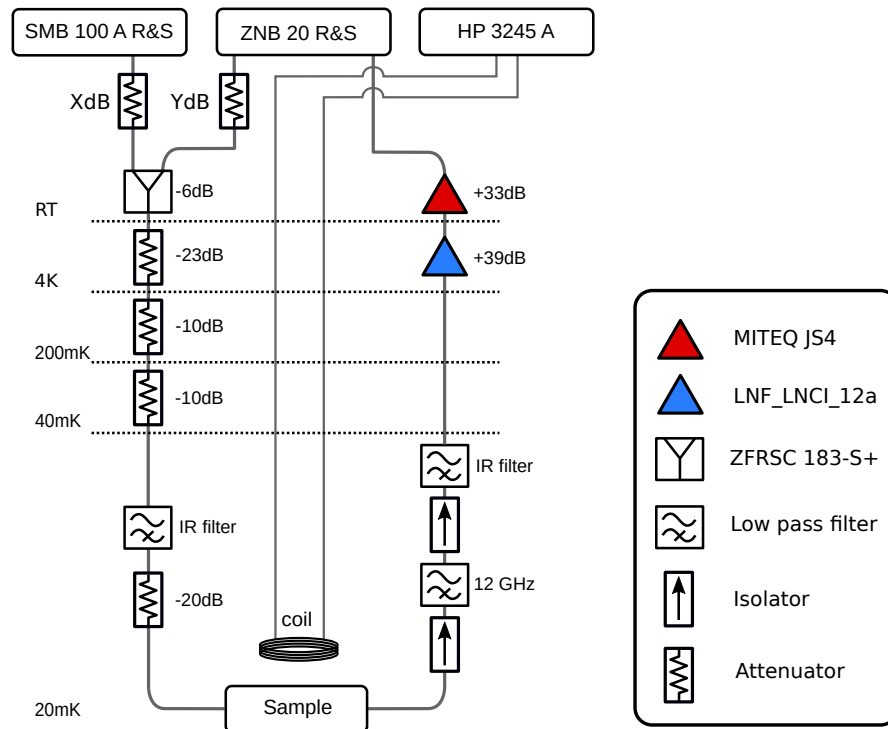 SMB 100 A R&S
ZNB 20 R&S
HP 3245 A
XdB
YdB
-6dB
+33dB
RT
-23dB
+39dB
4K
-10dB
200mK
-10dB
40mK
IR filter
IR filter
-20dB
12 GHz
coil
20mK
Sample
MITEQ JS4
LNF_LNCI_12a
ZFRSC 183-S+
Low pass filter
Isolator
Attenuator